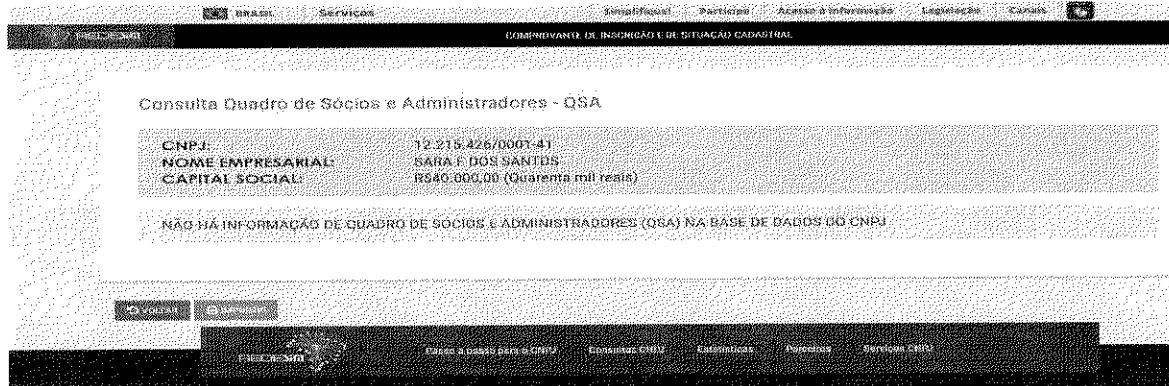 BRASIL Serviços Simplifique! Participe Acesso à informação Legislação Canais
REDESIM COMPROVANTE DE INSCRIÇÃO E DE SITUAÇÃO CADASTRAL
Consulta Quadro de Sócios e Administradores - QSA
CNPJ: 12.215.426/0001-41
NOME EMPRESARIAL: SARA F DOS SANTOS
CAPITAL SOCIAL: R$40.000,00 (Quarenta mil reais)
NÃO HÁ INFORMAÇÃO DE QUADRO DE SÓCIOS E ADMINISTRADORES (QSA) NA BASE DE DADOS DO CNPJ
VOLTAR IMPRIMIR
REDESIM Passo a passo para o CNPJ Consultas CNPJ Estatísticas Parceiros Serviços CNPJ